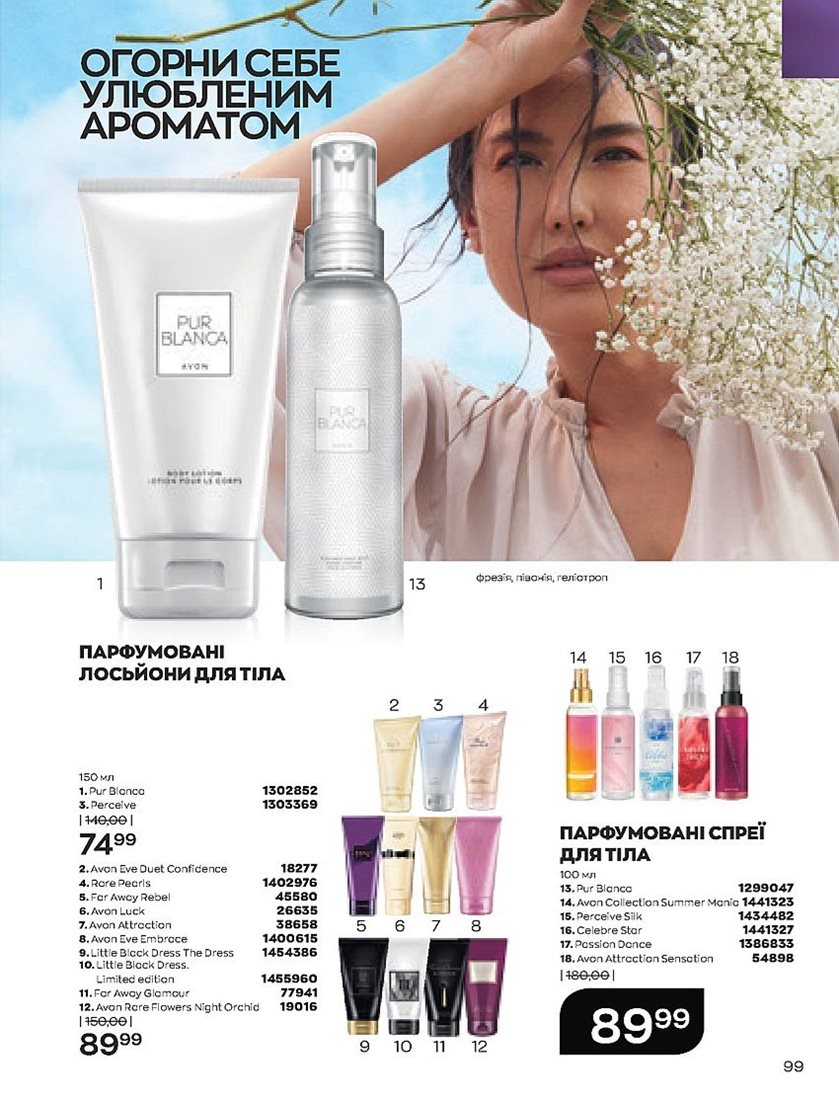 ОГОРНИ СЕБЕ
УЛЮБЛЕНИМ
АРОМАТОМ
PUR
BLANCA
AVON
BODY LOTION
LOTION POUR LE CORPS
PUR
BLANCA
AVON
1
13
фрезія, півонія, геліотроп
ПАРФУМОВАНІ
ЛОСЬЙОНИ ДЛЯ ТІЛА
150 мл
1. Pur Blanca 1302852
3. Perceive 1303369
| 140,00 |
74 99
2. Avon Eve Duet Confidence 18277
4. Rare Pearls 1402976
5. Far Away Rebel 45580
6. Avon Luck 26635
7. Avon Attraction 38658
8. Avon Eve Embrace 1400615
9. Little Black Dress The Dress 1454386
10. Little Black Dress.
Limited edition 1455960
11. Far Away Glamour 77941
12. Avon Rare Flowers Night Orchid 19016
| 150,00 |
89 99
2 3 4
5 6 7 8
9 10 11 12
14 15 16 17 18
ПАРФУМОВАНІ СПРЕЇ
ДЛЯ ТІЛА
100 мл
13. Pur Blanca 1299047
14. Avon Collection Summer Mania 1441323
15. Perceive Silk 1434482
16. Celebre Star 1441327
17. Passion Dance 1386833
18. Avon Attraction Sensation 54898
| 180,00 |
89 99
99